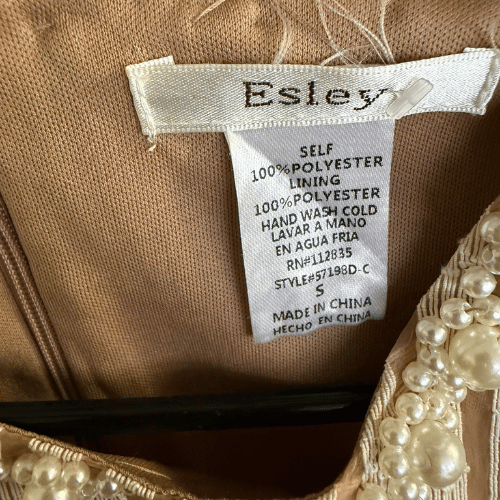 Esley
SELF
100%POLYESTER
LINING
100%POLYESTER
HAND WASH COLD
LAVAR A MANO
EN AGUA FRIA
RN#112835
STYLE#57198D-C
S
MADE IN CHINA
HECHO EN CHINA